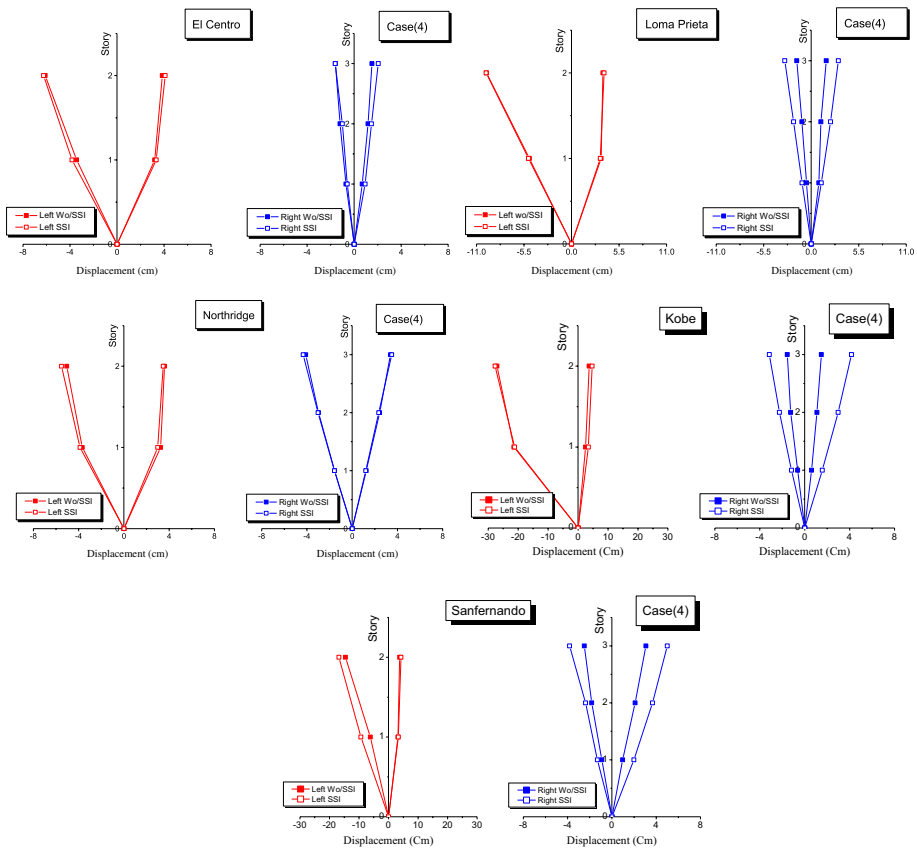 El Centro
Story
2
1
0
Left Wo/SSI
Left SSI
-8 -4 0 4 8
Displacement (cm)
Case(4)
Story
3
2
1
0
Right Wo/SSI
Right SSI
-8 -4 0 4 8
Displacement (cm)
Loma Prieta
Story
2
1
0
Left wo/SSI
Left SSI
-11.0 -5.5 0.0 5.5 11.0
Displacement (cm)
Case(4)
Story
3
2
1
0
Right Wo/SSI
Right SSI
-11.0 -5.5 0.0 5.5 11.0
Displacement (cm)
Northridge
Story
2
1
0
Left Wo/SSI
Left SSI
-8 -4 0 4 8
Displacement (cm)
Case(4)
Story
3
2
1
0
Right Wo/SSI
Right SSI
-8 -4 0 4 8
Displacement (cm)
Kobe
Story
2
1
0
Left Wo/SSI
Left SSI
-30 -20 -10 0 10 20 30
Displacement (Cm)
Case(4)
Story
3
2
1
0
Right Wo/SSI
Right SSI
-8 -4 0 4 8
Displacement (Cm)
Sanfernando
Story
2
1
0
Left Wo/SSI
Left SSI
-30 -20 -10 0 10 20 30
Displacement (Cm)
Case(4)
Story
3
2
1
0
Right Wo/SSI
Right SSI
-8 -4 0 4 8
Displacement (Cm)